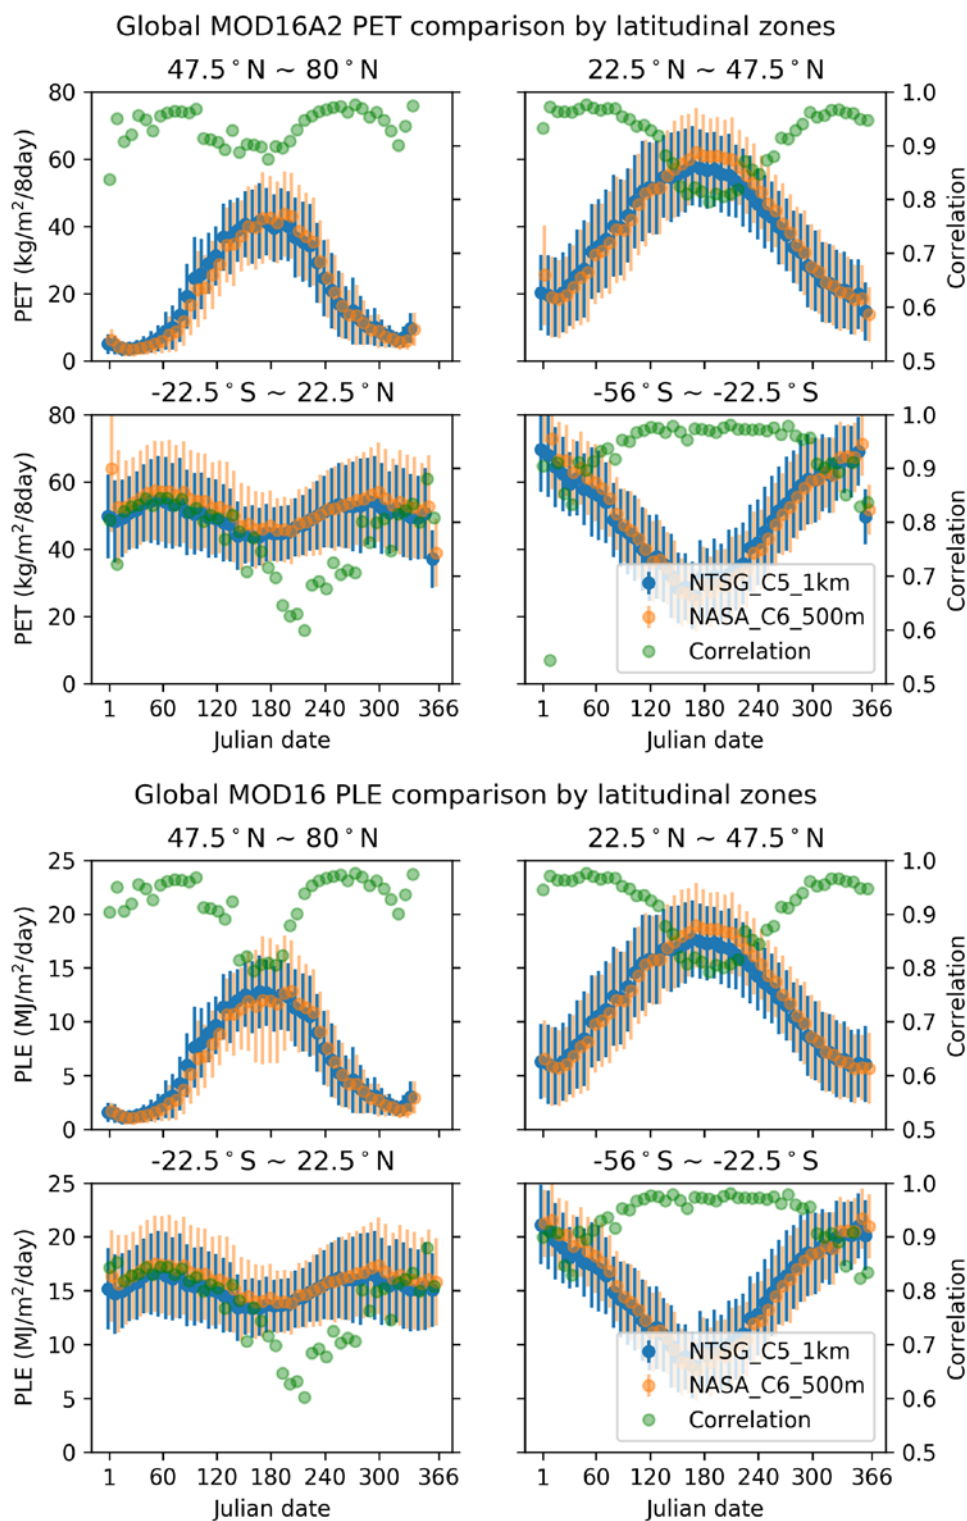 Global MOD16A2 PET comparison by latitudinal zones
47.5°N ~ 80°N
22.5°N ~ 47.5°N
80
60
40
20
0
PET (kg/m²/8day)
1.0
0.9
0.8
0.7
0.6
0.5
Correlation
-22.5°S ~ 22.5°N
-56°S ~ -22.5°S
80
60
40
20
0
PET (kg/m²/8day)
NTSG_C5_1km
NASA_C6_500m
Correlation
1.0
0.9
0.8
0.7
0.6
0.5
Correlation
1 60 120 180 240 300 366
1 60 120 180 240 300 366
Julian date
Julian date
Global MOD16 PLE comparison by latitudinal zones
47.5°N ~ 80°N
22.5°N ~ 47.5°N
25
20
15
10
5
0
PLE (MJ/m²/day)
1.0
0.9
0.8
0.7
0.6
0.5
Correlation
-22.5°S ~ 22.5°N
-56°S ~ -22.5°S
25
20
15
10
5
0
PLE (MJ/m²/day)
NTSG_C5_1km
NASA_C6_500m
Correlation
1.0
0.9
0.8
0.7
0.6
0.5
Correlation
1 60 120 180 240 300 366
1 60 120 180 240 300 366
Julian date
Julian date